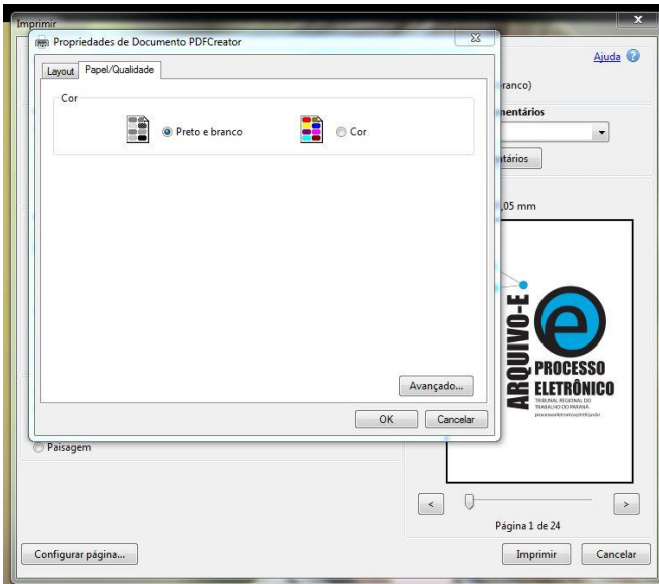 Imprimir
x
Propriedades de Documento PDFCreator
Ajuda
Layout
Papel/Qualidade
ranco)
Cor
mentários
Preto e branco
Cor
tários
,05 mm
ARQUIVO-E
e
PROCESSO
ELETRÔNICO
TRIBUNAL REGIONAL DO
TRABALHO DO PARANÁ
Avançado...
OK
Cancelar
Paisagem
<
>
Página 1 de 24
Configurar página...
Imprimir
Cancelar